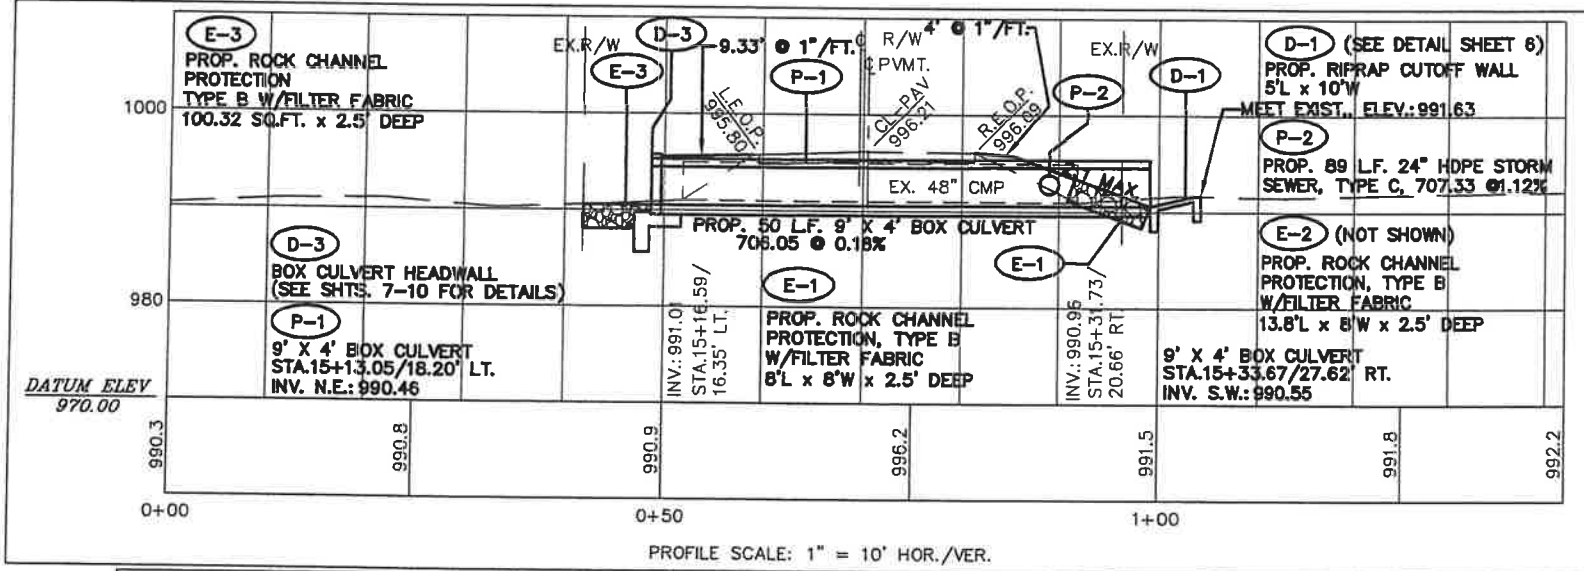 E-3
PROP. ROCK CHANNEL
PROTECTION
TYPE B W/FILTER FABRIC
100.32 SQ.FT. x 2.5' DEEP
EX.R/W
D-3
E-3
9.33' @ 1"/FT.
P-1
R/W
4' @ 1"/FT.
℄
℄PVMT.
EX.R/W
P-2
D-1
D-1 (SEE DETAIL SHEET 6)
PROP. RIPRAP CUTOFF WALL
5'L x 10'W
MEET EXIST., ELEV.:991.63
P-2
PROP. 89 L.F. 24" HDPE STORM
SEWER, TYPE C, 707.33 @1.12%
E-2 (NOT SHOWN)
PROP. ROCK CHANNEL
PROTECTION, TYPE B
W/FILTER FABRIC
13.8'L x 8'W x 2.5' DEEP
L.E.O.P.
995.80
CL-PAV
996.21
R.E.O.P.
996.09
EX. 48" CMP
MAX
PROP. 50 L.F. 9' X 4' BOX CULVERT
706.05 @ 0.18%
E-1
D-3
BOX CULVERT HEADWALL
(SEE SHTS. 7-10 FOR DETAILS)
P-1
9' X 4' BOX CULVERT
STA.15+13.05/18.20' LT.
INV. N.E.: 990.46
INV.: 991.01
STA.15+16.59/
16.35' LT.
E-1
PROP. ROCK CHANNEL
PROTECTION, TYPE B
W/FILTER FABRIC
8'L x 8'W x 2.5' DEEP
INV.: 990.96
STA.15+31.73/
20.66' RT.
9' X 4' BOX CULVERT
STA.15+33.67/27.62' RT.
INV. S.W.: 990.55
1000
980
DATUM ELEV
970.00
990.3
990.8
990.9
996.2
991.5
991.8
992.2
0+00
0+50
1+00
PROFILE SCALE: 1" = 10' HOR./VER.